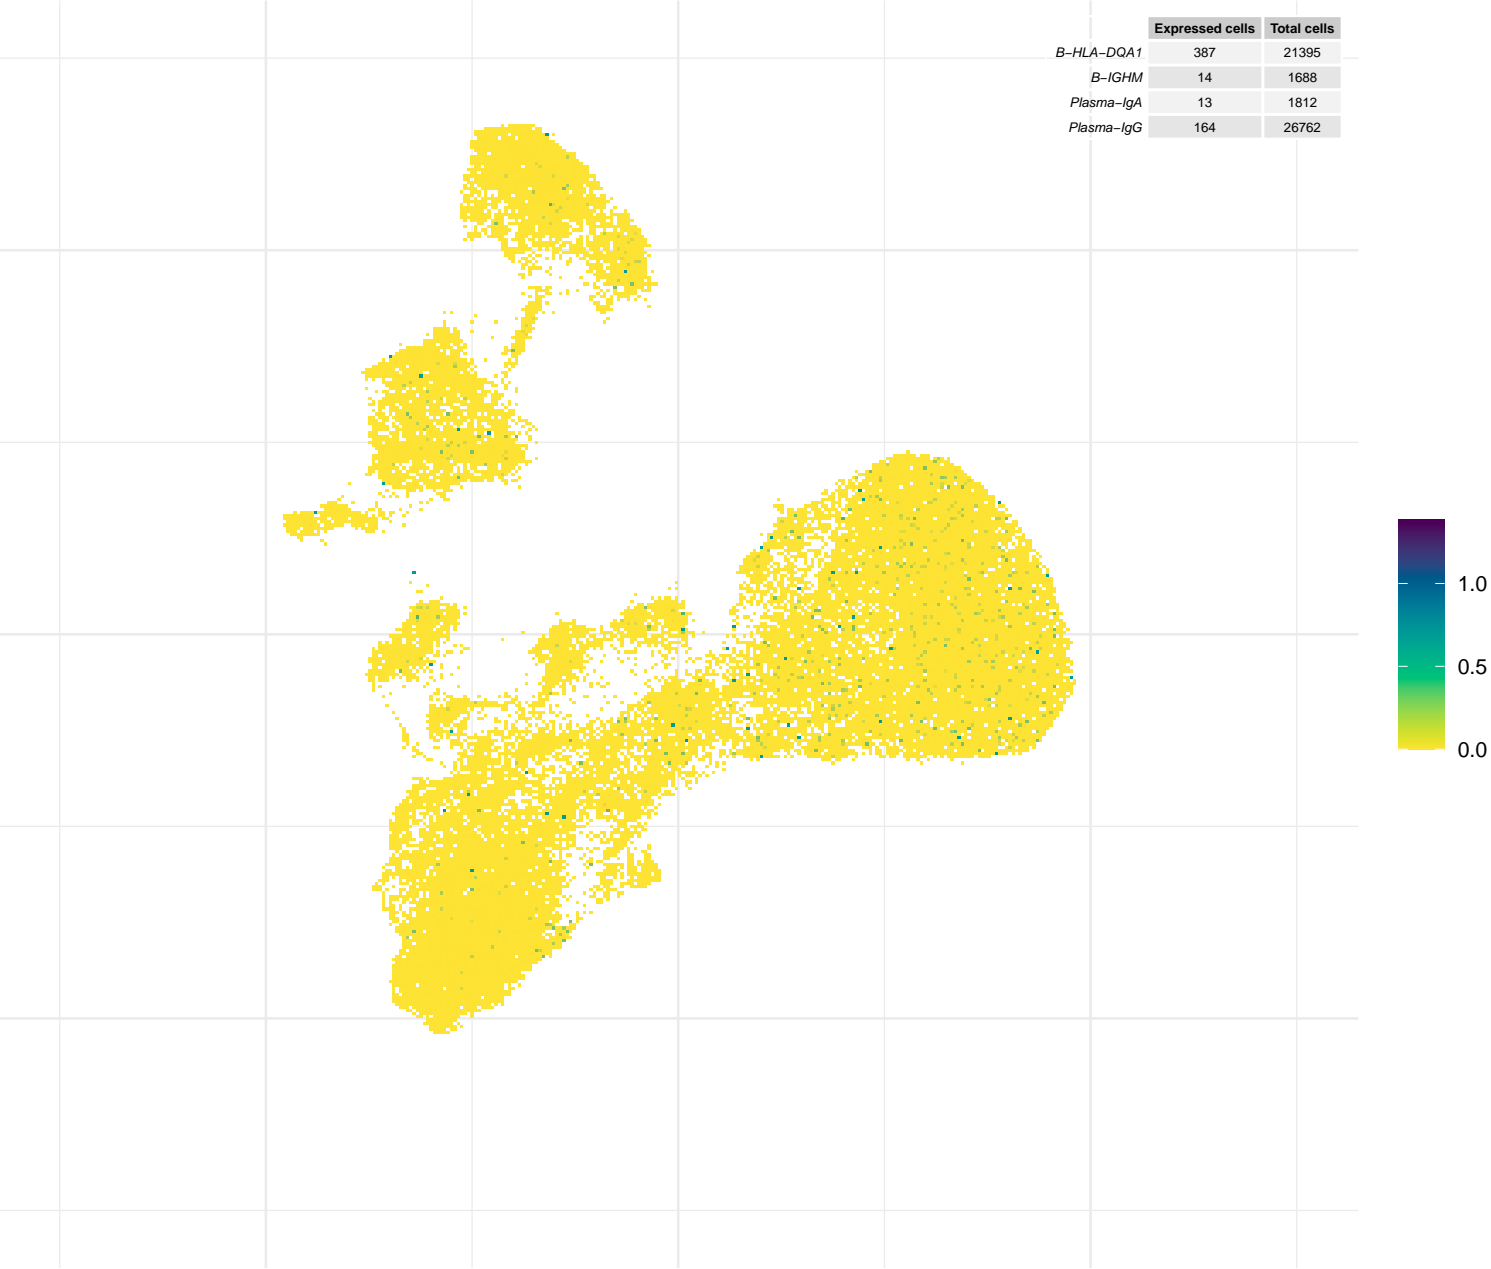 Expressed cells Total cells
B−HLA−DQA1 387 21395
B−IGHM 14 1688
Plasma−IgA 13 1812
Plasma−IgG 164 26762
1.0
0.5
0.0